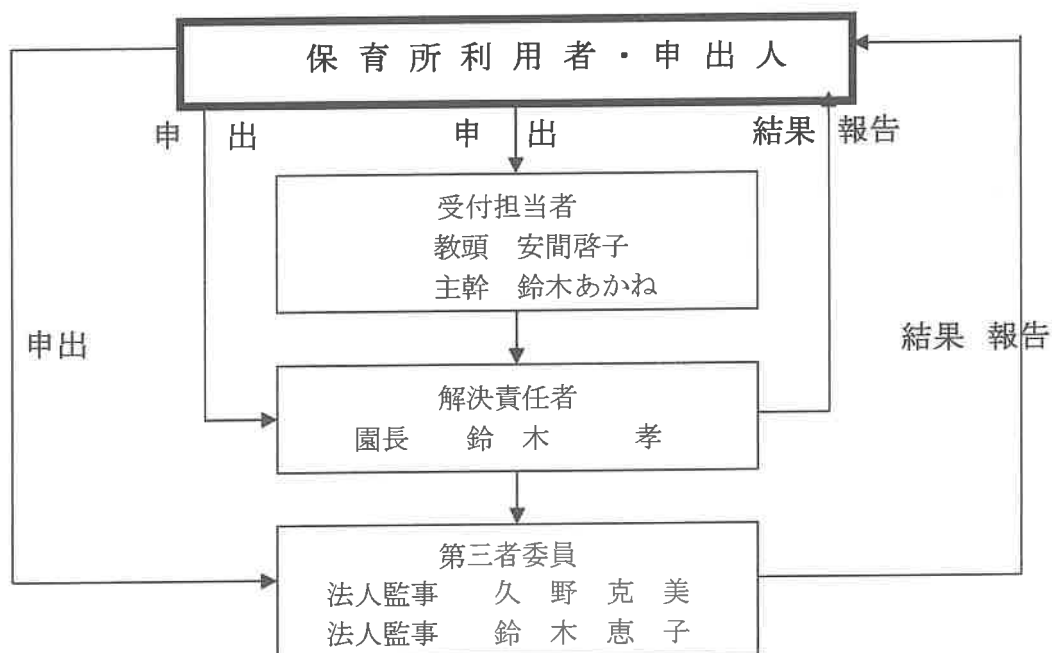 保育所利用者・申出人
申出
申出
結果報告
受付担当者
教頭 安間啓子
主幹 鈴木あかね
申出
結果 報告
解決責任者
園長 鈴木 孝
第三者委員
法人監事 久野克美
法人監事 鈴木恵子